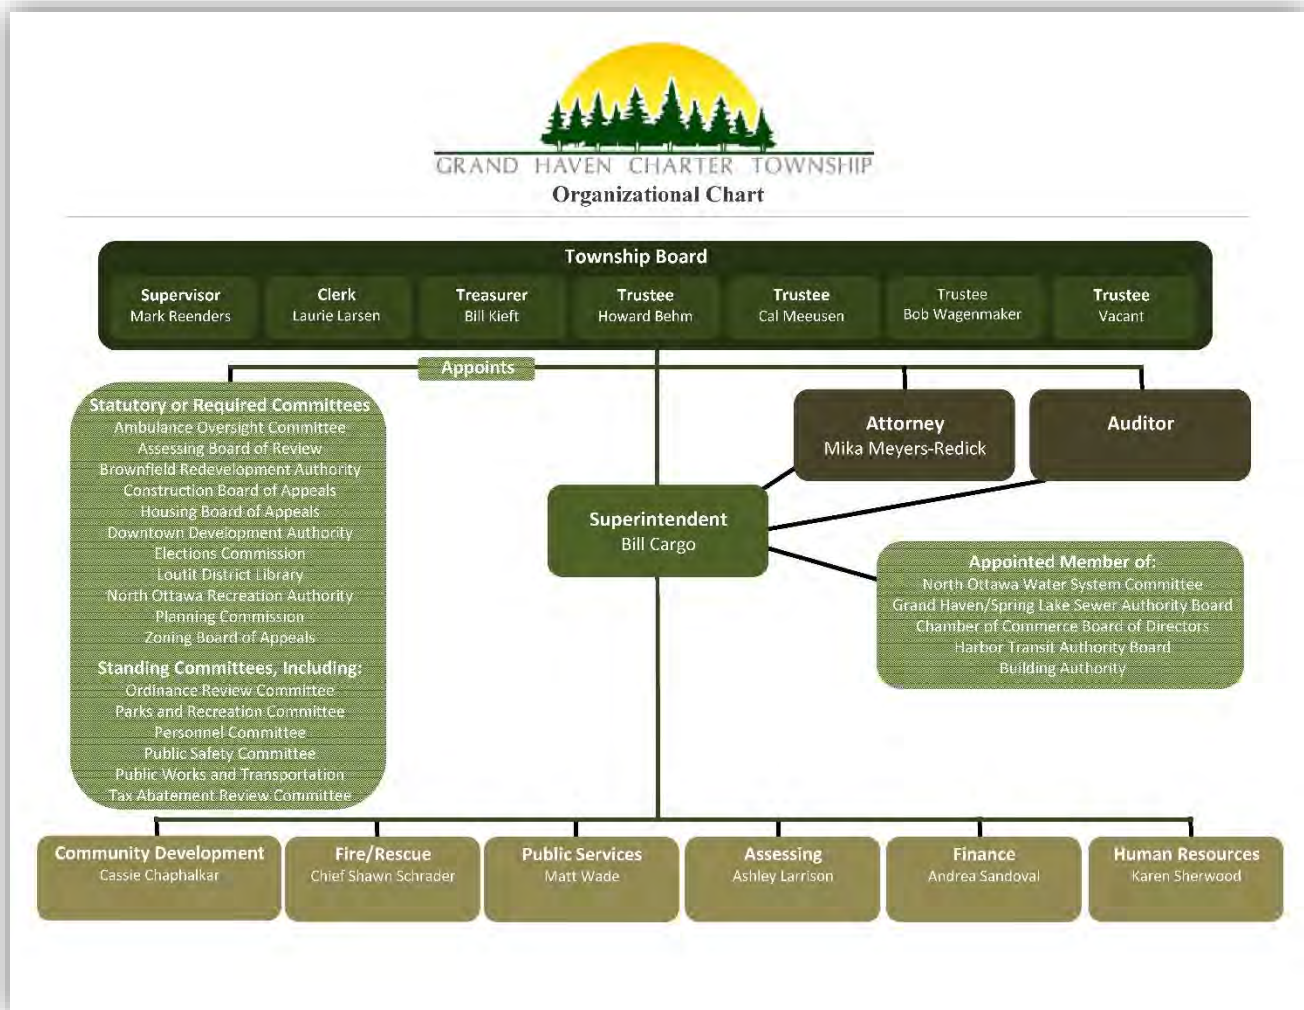 GRAND HAVEN CHARTER TOWNSHIP
Organizational Chart
Township Board
Supervisor
Mark Reenders
Clerk
Laurie Larsen
Treasurer
Bill Kieft
Trustee
Howard Behm
Trustee
Cal Meeusen
Trustee
Bob Wagenmaker
Trustee
Vacant
Appoints
Statutory or Required Committees
Ambulance Oversight Committee
Assessing Board of Review
Brownfield Redevelopment Authority
Construction Board of Appeals
Housing Board of Appeals
Downtown Development Authority
Elections Commission
Loutit District Library
North Ottawa Recreation Authority
Planning Commission
Zoning Board of Appeals
Standing Committees, Including:
Ordinance Review Committee
Parks and Recreation Committee
Personnel Committee
Public Safety Committee
Public Works and Transportation
Tax Abatement Review Committee
Attorney
Mika Meyers-Redick
Auditor
Superintendent
Bill Cargo
Appointed Member of:
North Ottawa Water System Committee
Grand Haven/Spring Lake Sewer Authority Board
Chamber of Commerce Board of Directors
Harbor Transit Authority Board
Building Authority
Community Development
Cassie Chaphalkar
Fire/Rescue
Chief Shawn Schrader
Public Services
Matt Wade
Assessing
Ashley Larrison
Finance
Andrea Sandoval
Human Resources
Karen Sherwood